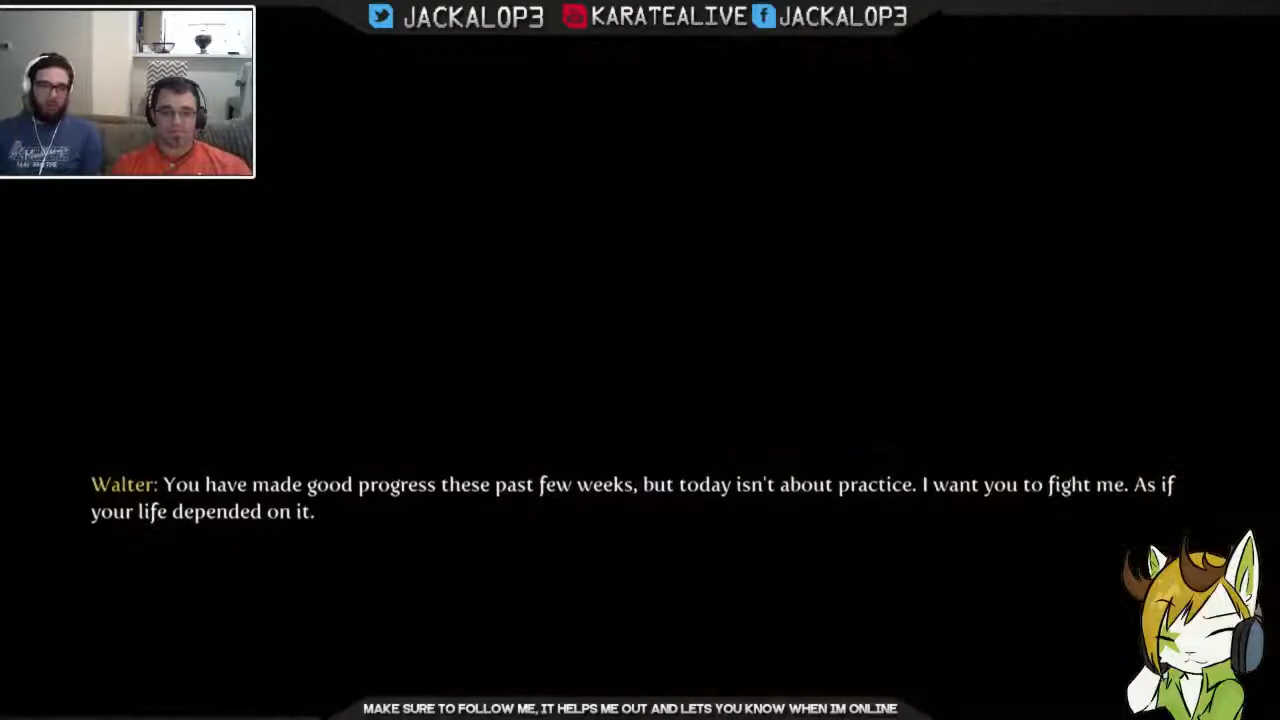 JACKALOP3 KARATEALIVE JACKALOP3
Walter: You have made good progress these past few weeks, but today isn't about practice. I want you to fight me. As if
your life depended on it.
MAKE SURE TO FOLLOW ME, IT HELPS ME OUT AND LETS YOU KNOW WHEN IM ONLINE